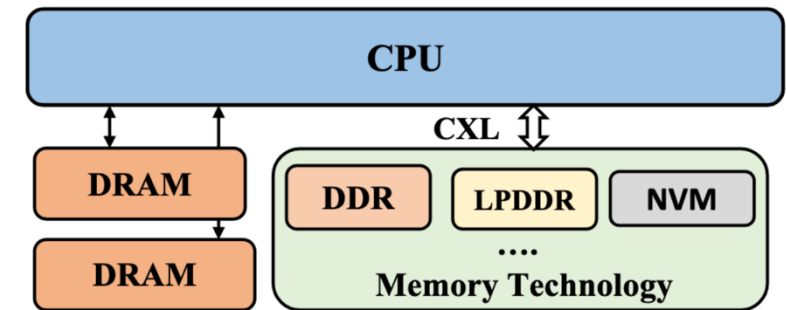 CPU
CXL
DRAM
DDR
LPDDR
NVM
....
DRAM
Memory Technology